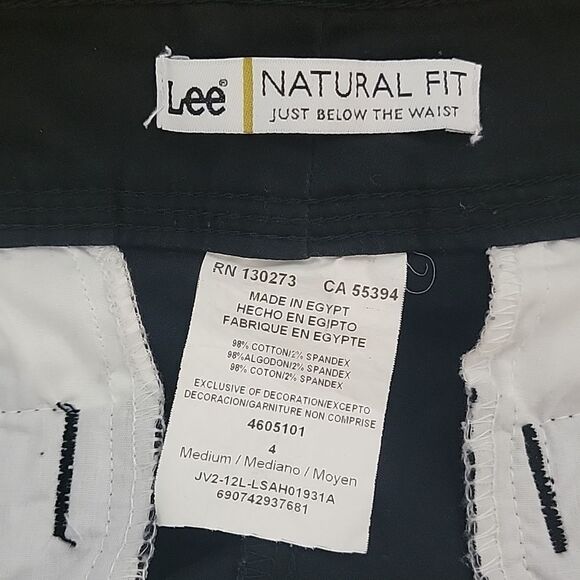 Lee® NATURAL FIT
JUST BELOW THE WAIST
RN 130273 CA 55394
MADE IN EGYPT
HECHO EN EGIPTO
FABRIQUE EN EGYPTE
98% COTTON/2% SPANDEX
98%ALGODON/2% SPANDEX
98% COTON/2% SPANDEX
EXCLUSIVE OF DECORATION/EXCEPTO
DECORACION/GARNITURE NON COMPRISE
4605101
4
Medium / Mediano / Moyen
JV2-12L-LSAH01931A
690742937681